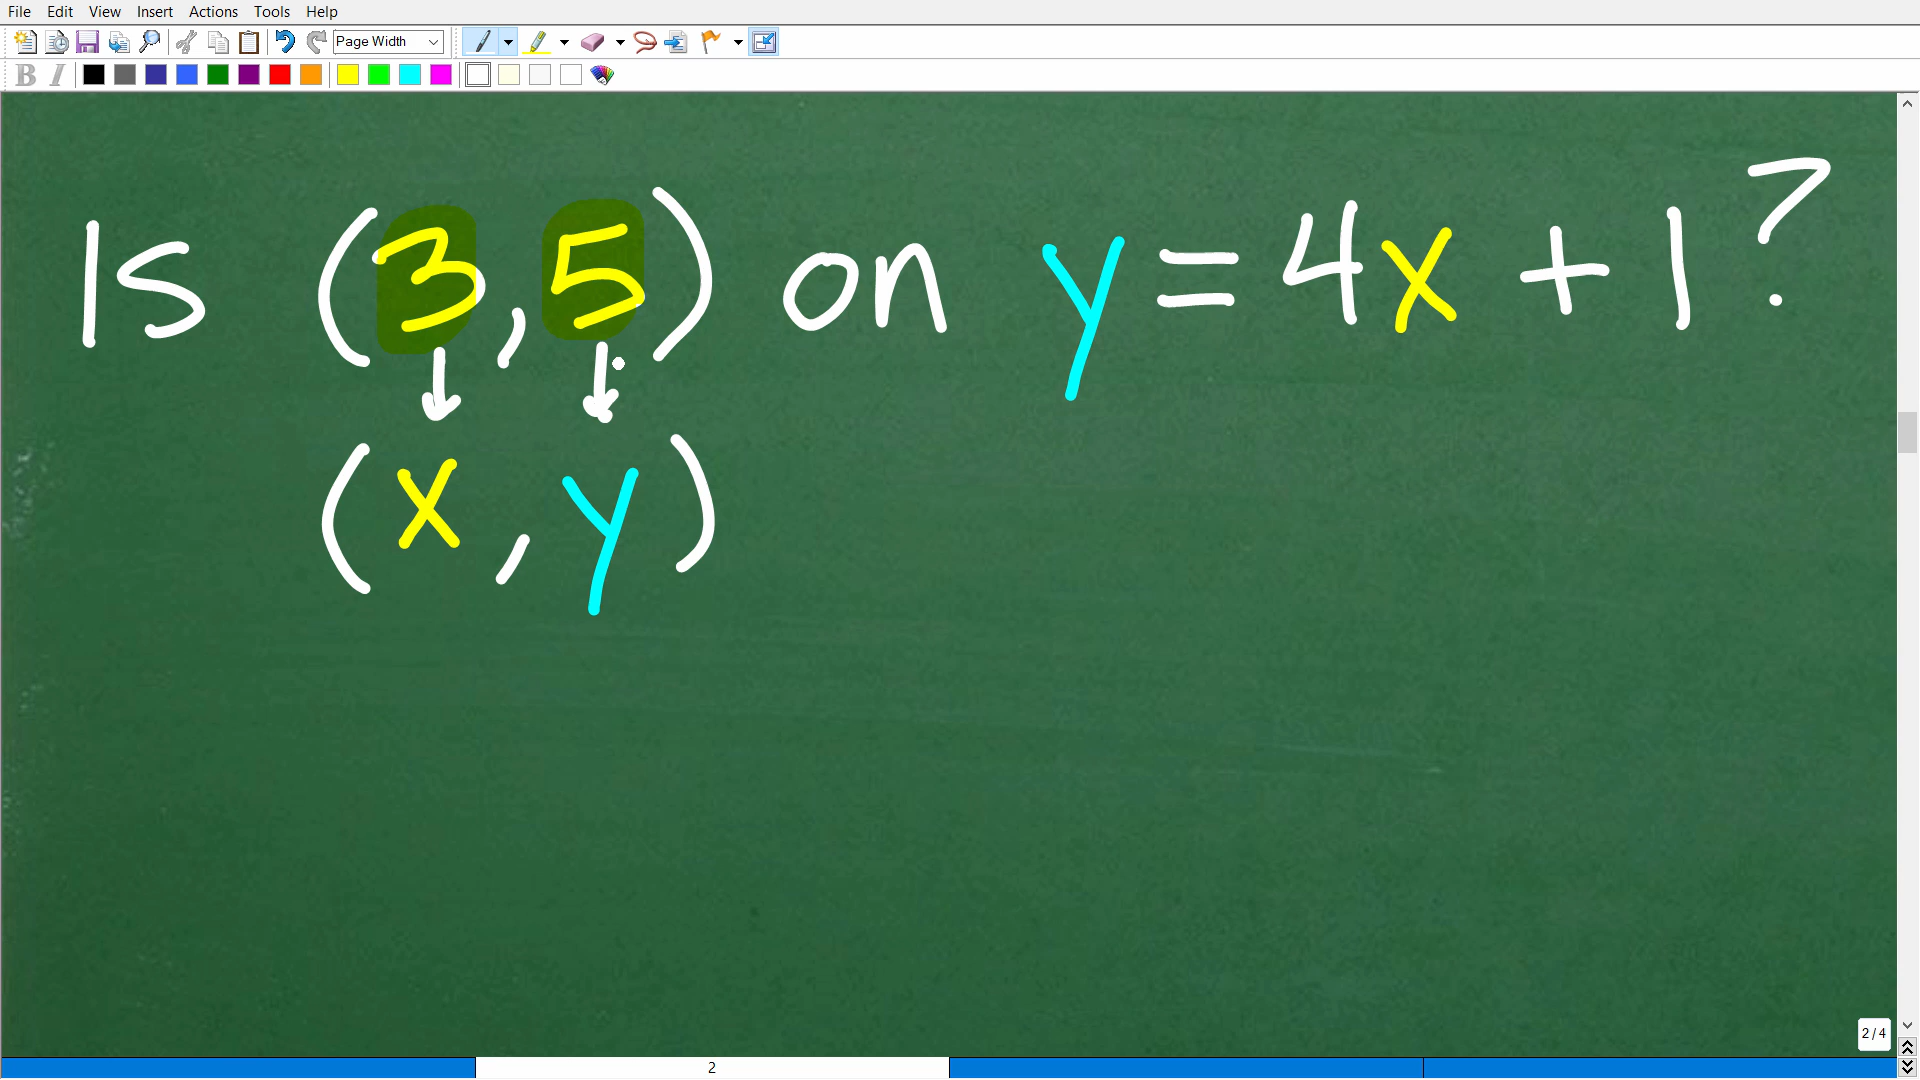 File Edit View Insert Actions Tools Help
Page Width
B I
Is (3,5) on y=4x+1?
(x,y)
2 / 4
2